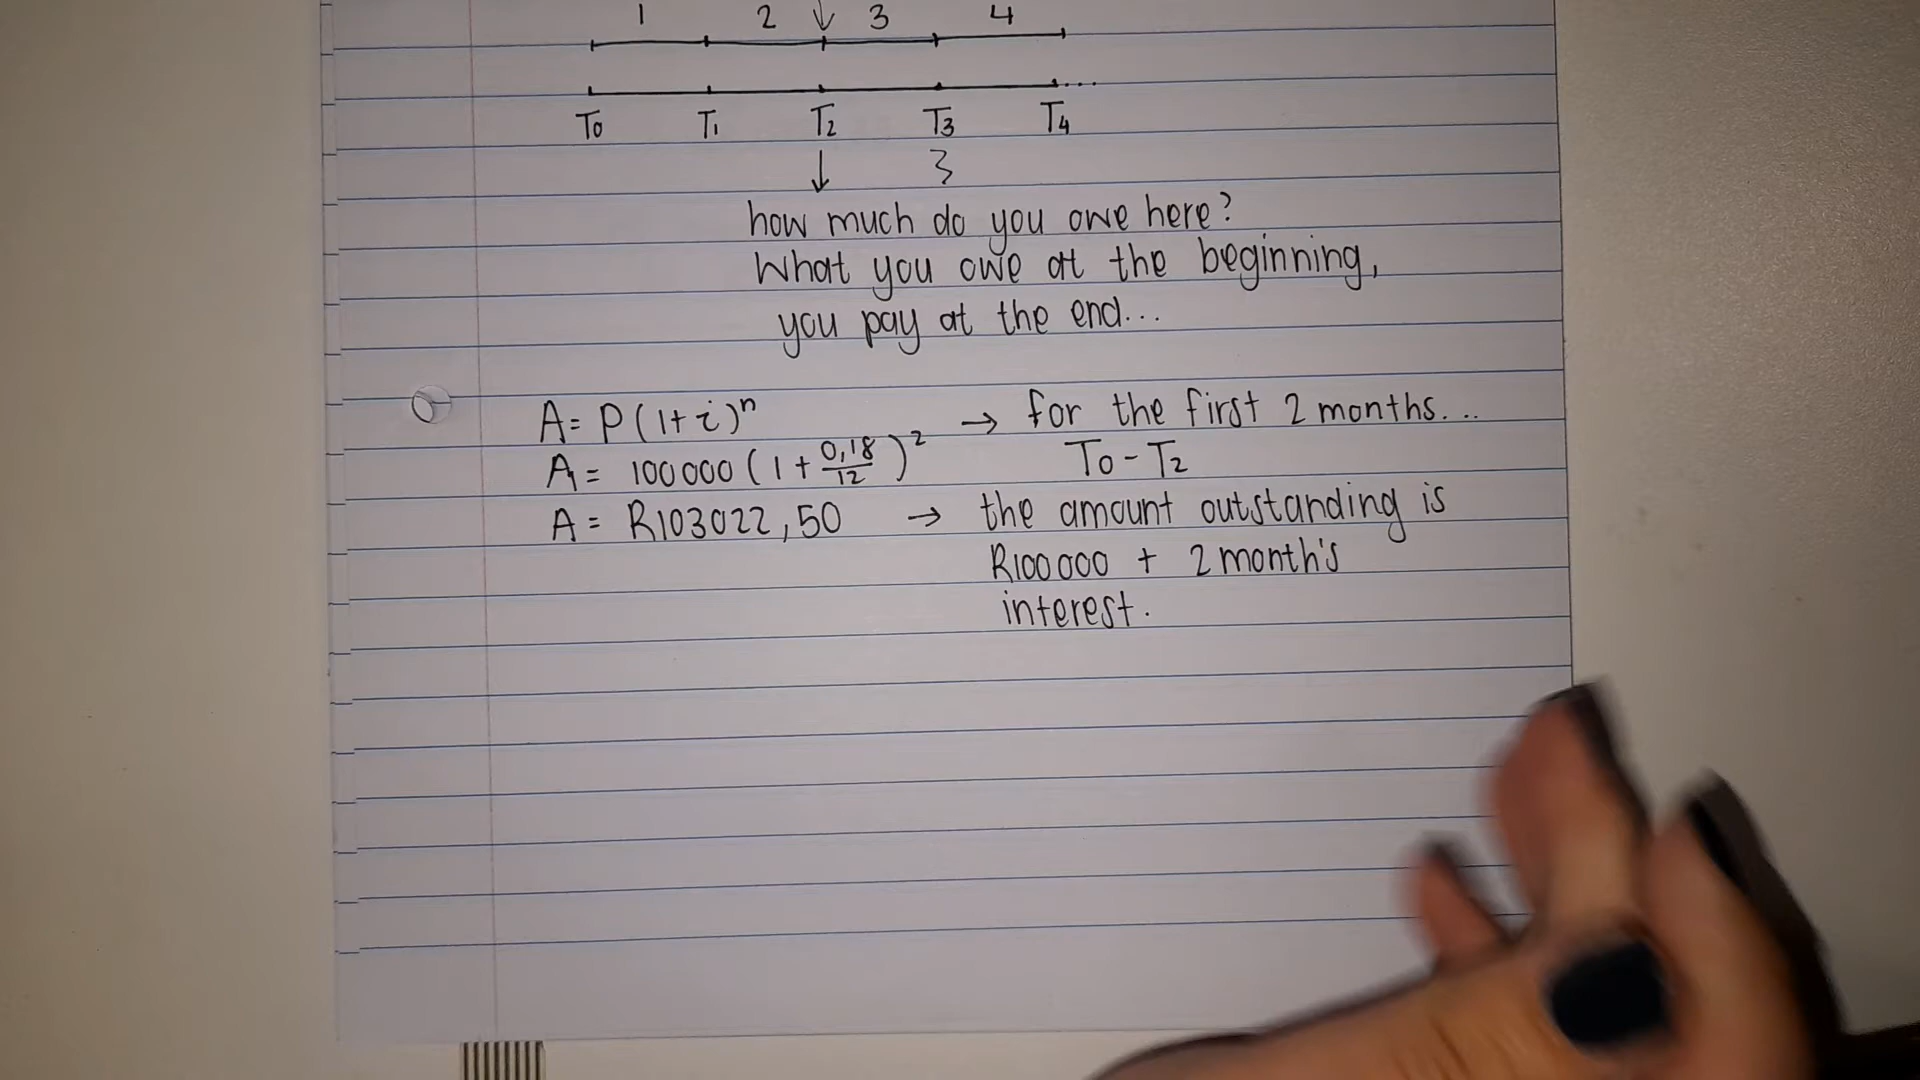 1 2 ↓ 3 4
T0 T1 T2 T3 T4 ....
↓ 3
how much do you owe here?
What you owe at the beginning,
you pay at the end...
A= P(1+i)^n → for the first 2 months...
A= 100 000 (1 + 0,18/12)^2 T0 - T2
A = R103022,50 → the amount outstanding is
R100 000 + 2 month's
interest.